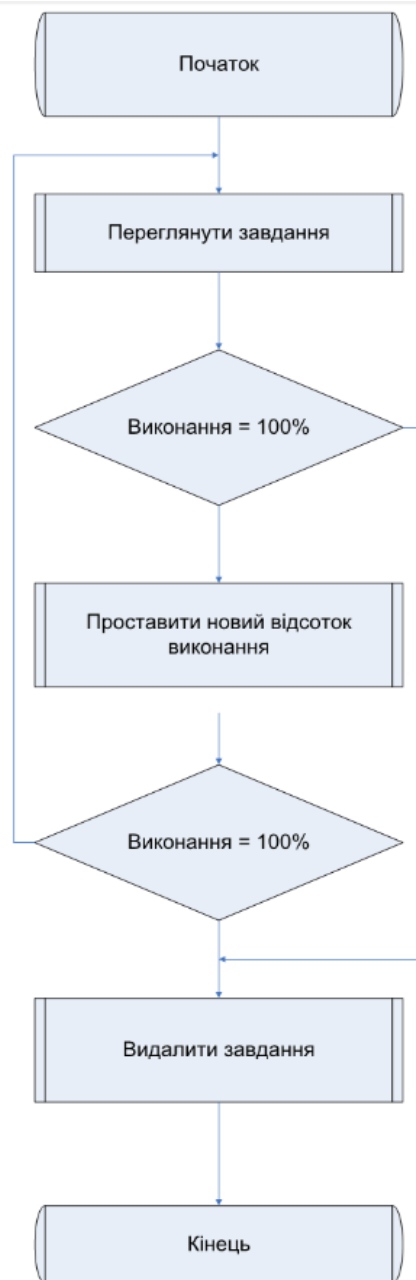 Початок
Переглянути завдання
Виконання = 100%
Проставити новий відсоток
виконання
Виконання = 100%
Видалити завдання
Кінець